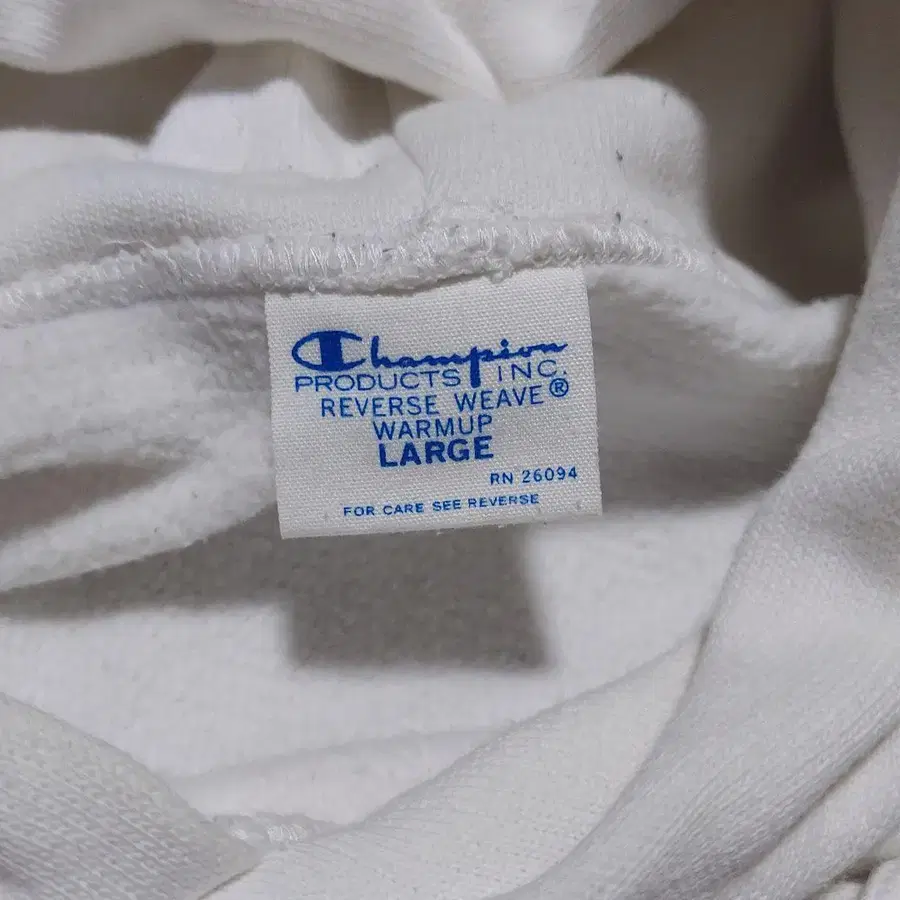 Champion
PRODUCTS INC.
REVERSE WEAVE®
WARMUP
LARGE
RN 26094
FOR CARE SEE REVERSE